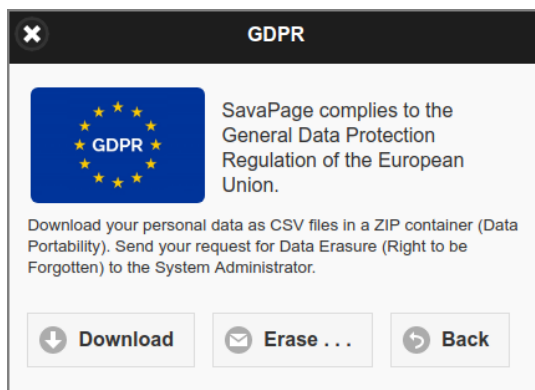 GDPR
GDPR
SavaPage complies to the
General Data Protection
Regulation of the European
Union.
Download your personal data as CSV files in a ZIP container (Data
Portability). Send your request for Data Erasure (Right to be
Forgotten) to the System Administrator.
Download
Erase . . .
Back